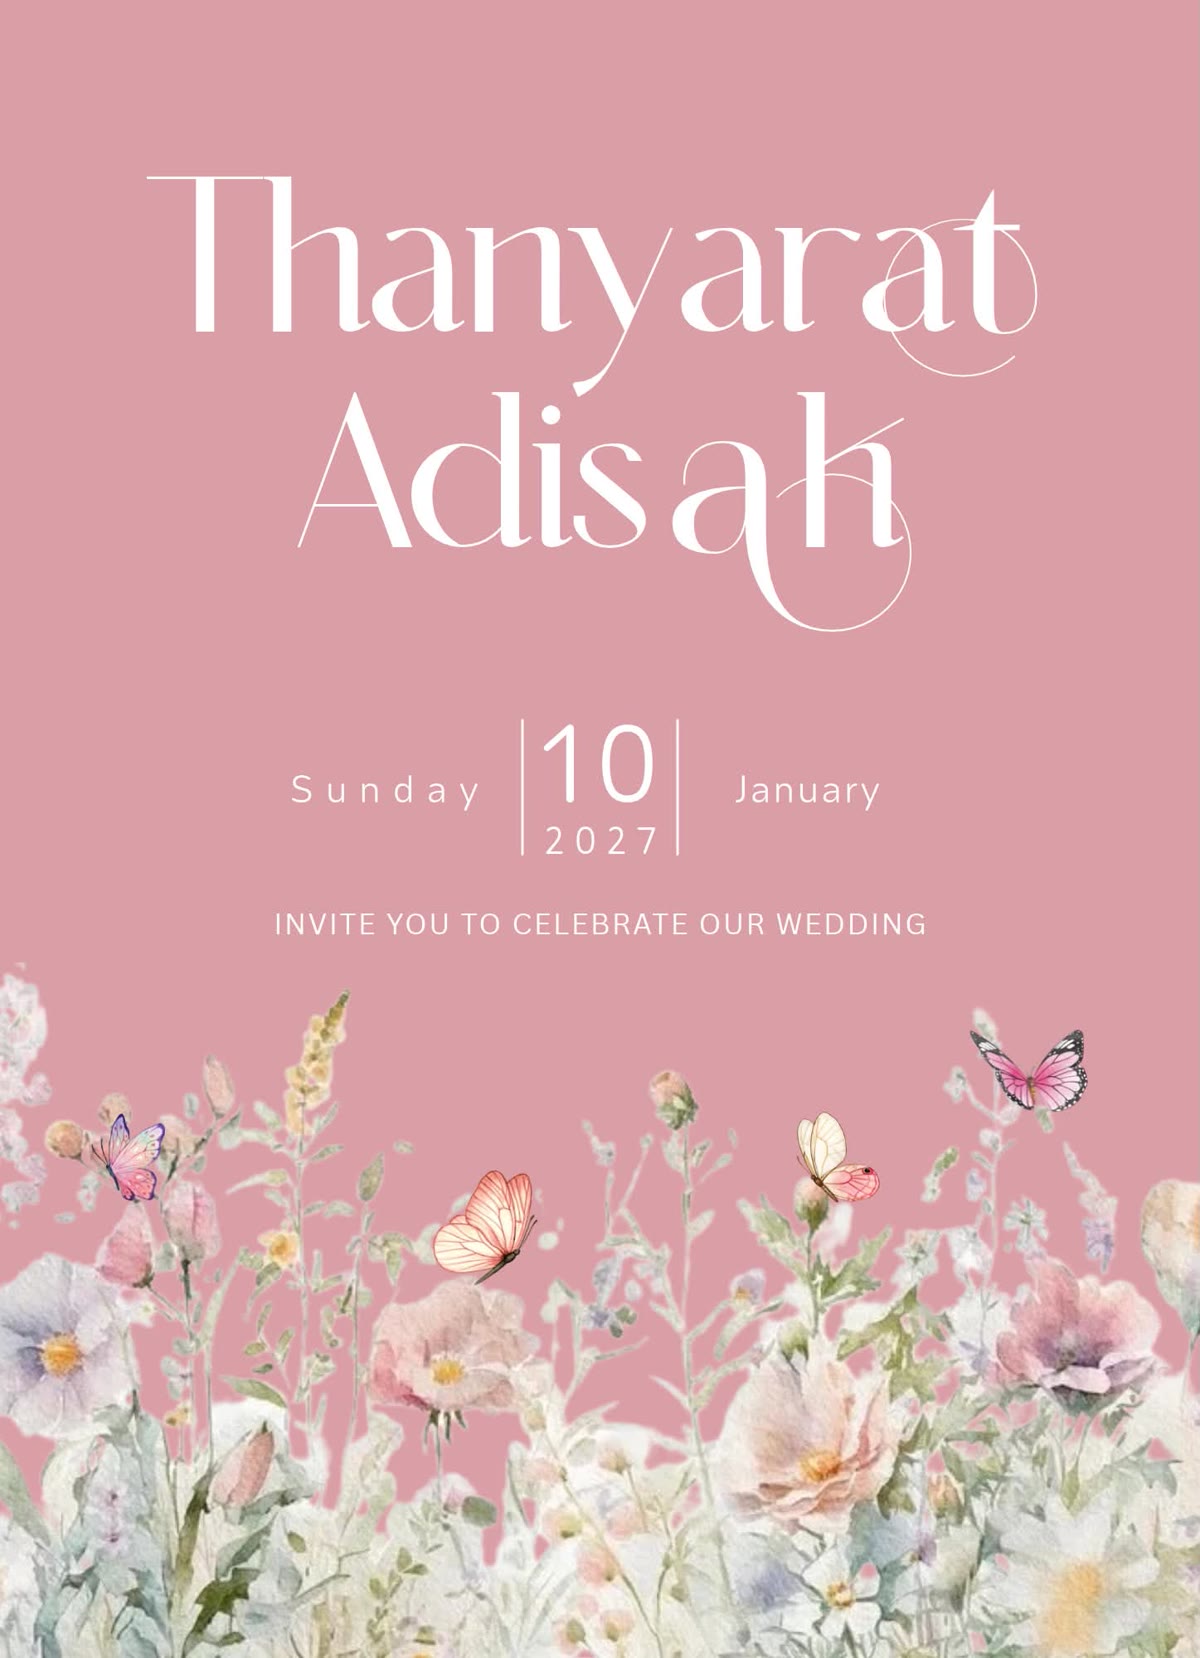 Thanyarat
Adisak
Sunday
10
2027
January
INVITE YOU TO CELEBRATE OUR WEDDING